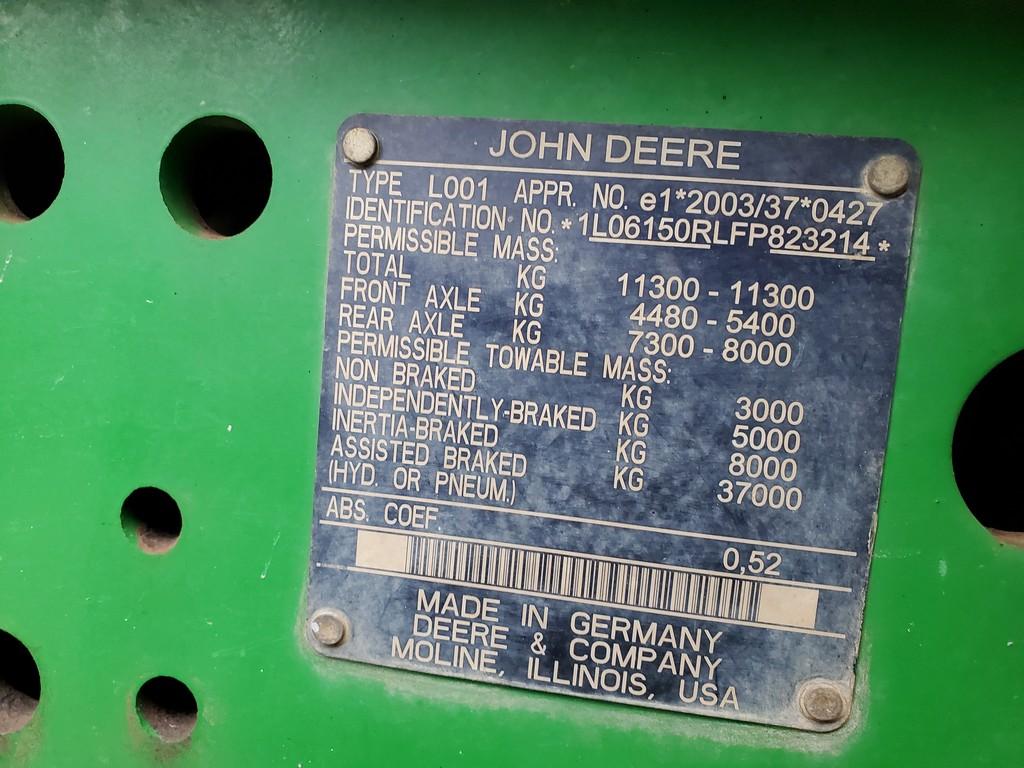 JOHN DEERE
TYPE L001 APPR. NO. e1*2003/37*0427
IDENTIFICATION NO. *1L06150RLFP823214*
PERMISSIBLE MASS:
TOTAL KG 11300 - 11300
FRONT AXLE KG 4480 - 5400
REAR AXLE KG 7300 - 8000
PERMISSIBLE TOWABLE MASS:
NON BRAKED KG 3000
INDEPENDENTLY-BRAKED KG 5000
INERTIA-BRAKED KG 8000
ASSISTED BRAKED KG 37000
(HYD. OR PNEUM.)
ABS. COEF. 0,52
MADE IN GERMANY
DEERE & COMPANY
MOLINE, ILLINOIS, USA